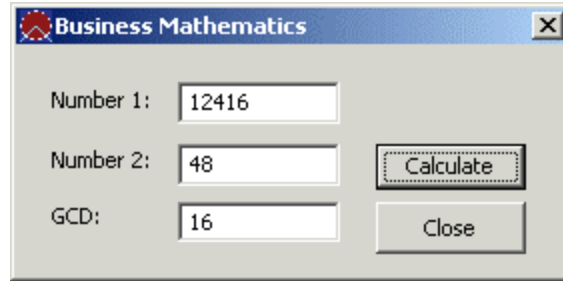 Business Mathematics
Number 1: 12416
Number 2: 48 Calculate
GCD: 16 Close